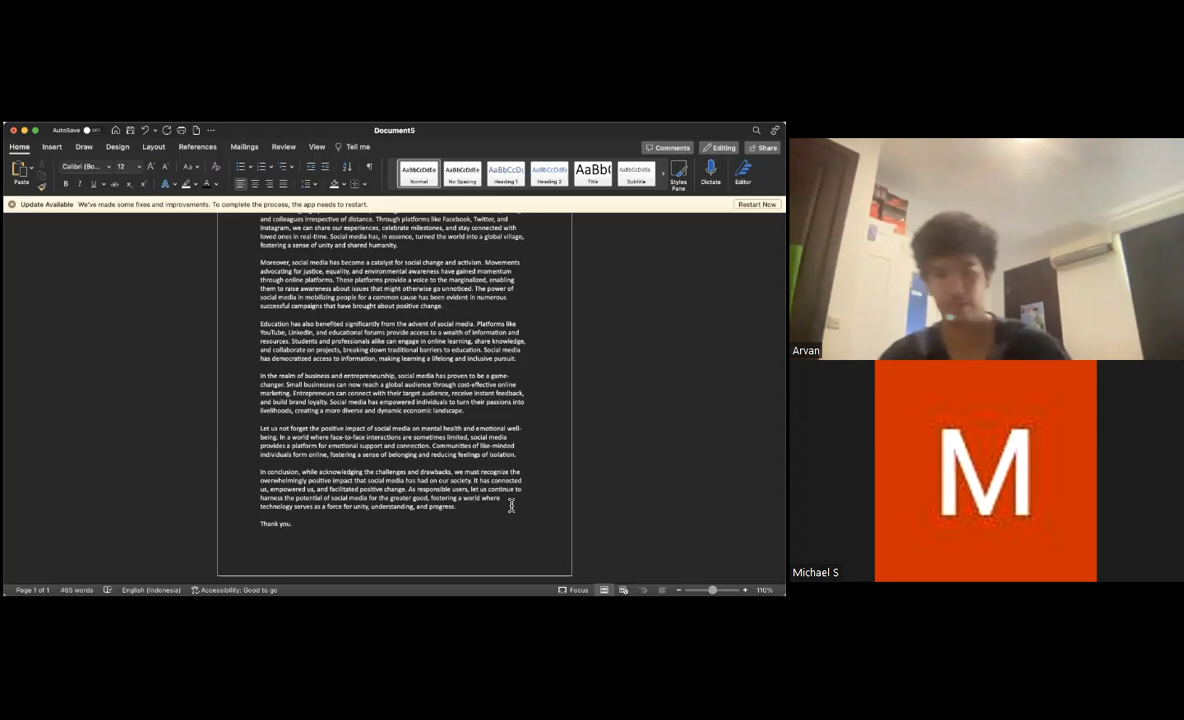 AutoSave
OFF
Document5
Home Insert Draw Design Layout References Mailings Review View Tell me
Comments Editing Share
Paste
Calibri (Bo... 12
AaBbCcDdEe AaBbCcDdEe AaBbCcDc AaBbCcDdEe AaBb( AaBbCcDdEe
Normal No Spacing Heading 1 Heading 2 Title Subtitle
Styles Pane
Dictate
Editor
Update Available We've made some fixes and improvements. To complete the process, the app needs to restart.
Restart Now
and colleagues irrespective of distance. Through platforms like Facebook, Twitter, and
Instagram, we can share our experiences, celebrate milestones, and stay connected with
loved ones in real-time. Social media has, in essence, turned the world into a global village,
fostering a sense of unity and shared humanity.
Moreover, social media has become a catalyst for social change and activism. Movements
advocating for justice, equality, and environmental awareness have gained momentum
through online platforms. These platforms provide a voice to the marginalized, enabling
them to raise awareness about issues that might otherwise go unnoticed. The power of
social media in mobilizing people for a common cause has been evident in numerous
successful campaigns that have brought about positive change.
Education has also benefited significantly from the advent of social media. Platforms like
YouTube, LinkedIn, and educational forums provide access to a wealth of information and
resources. Students and professionals alike can engage in online learning, share knowledge,
and collaborate on projects, breaking down traditional barriers to education. Social media
has democratized access to information, making learning a lifelong and inclusive pursuit.
In the realm of business and entrepreneurship, social media has proven to be a game-
changer. Small businesses can now reach a global audience through cost-effective online
marketing. Entrepreneurs can connect with their target audience, receive instant feedback,
and build brand loyalty. Social media has empowered individuals to turn their passions into
livelihoods, creating a more diverse and dynamic economic landscape.
Let us not forget the positive impact of social media on mental health and emotional well-
being. In a world where face-to-face interactions are sometimes limited, social media
provides a platform for emotional support and connection. Communities of like-minded
individuals form online, fostering a sense of belonging and reducing feelings of isolation.
In conclusion, while acknowledging the challenges and drawbacks, we must recognize the
overwhelmingly positive impact that social media has had on our society. It has connected
us, empowered us, and facilitated positive change. As responsible users, let us continue to
harness the potential of social media for the greater good, fostering a world where
technology serves as a force for unity, understanding, and progress.
Thank you.
Page 1 of 1 465 words English (Indonesia) Accessibility: Good to go
Focus
110%
Arvan
M
Michael S